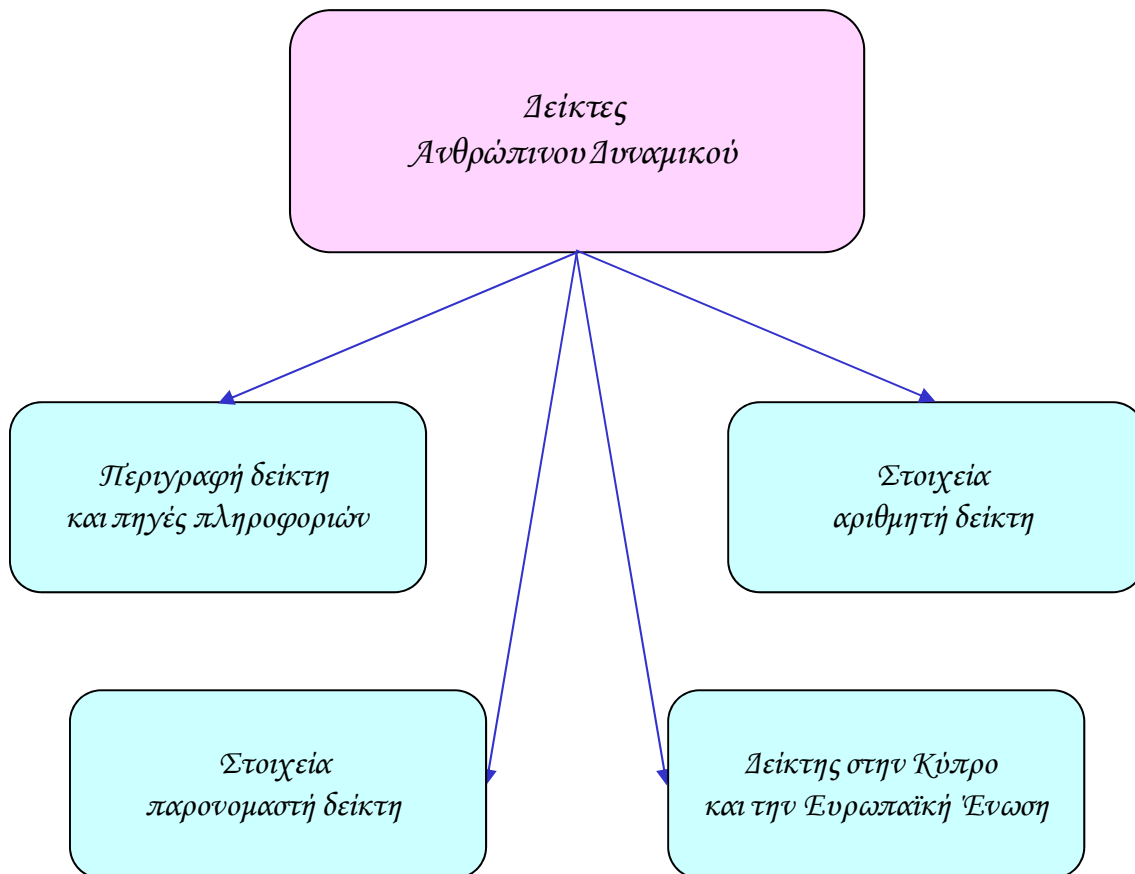 Δείκτες
Ανθρώπινου Δυναμικού
Περιγραφή δείκτη
και πηγές πληροφοριών
Στοιχεία
αριθμητή δείκτη
Στοιχεία
παρονομαστή δείκτη
Δείκτης στην Κύπρο
και την Ευρωπαϊκή Ένωση